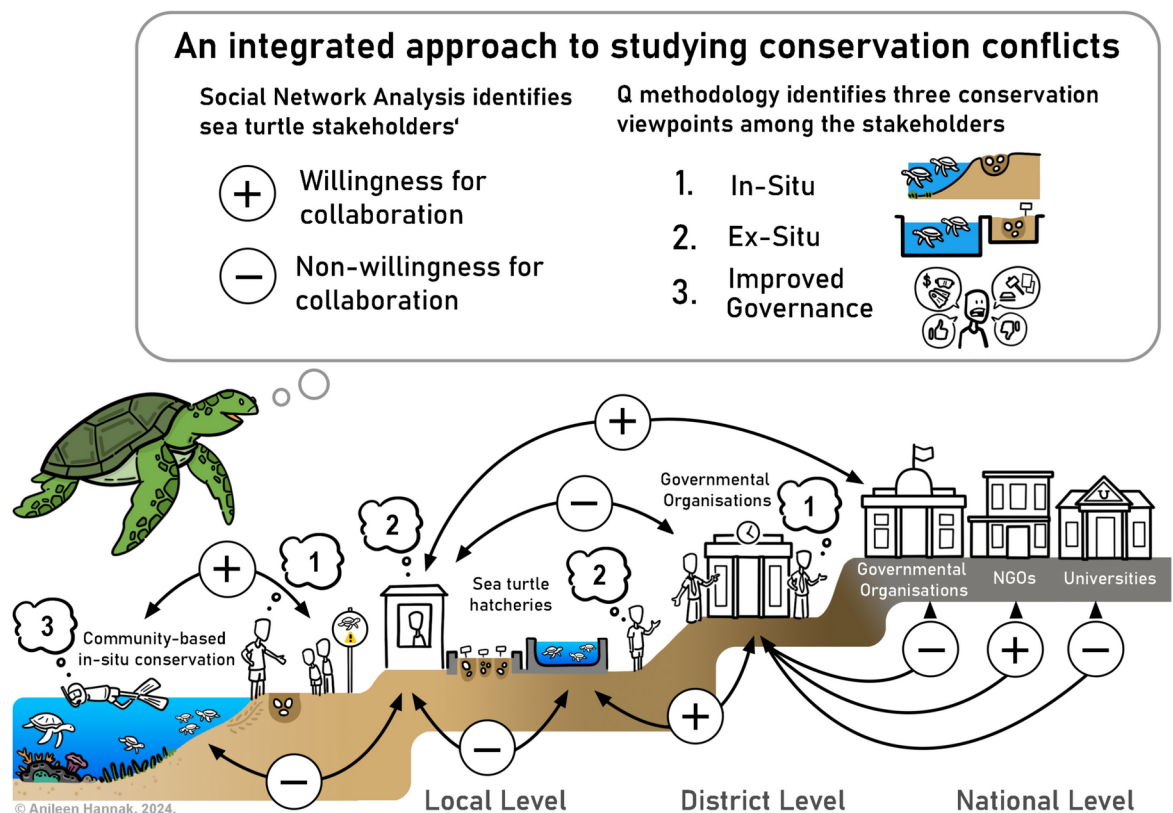 An integrated approach to studying conservation conflicts
Social Network Analysis identifies
sea turtle stakeholders‘
+
Willingness for
collaboration
−
Non-willingness for
collaboration
Q methodology identifies three conservation
viewpoints among the stakeholders
1. In-Situ
2. Ex-Situ
3. Improved
Governance
$
+
−
Governmental
Organisations
1
2
+
1
3
Community-based
in-situ conservation
Sea turtle
hatcheries
2
Governmental
Organisations
NGOs
Universities
−
+
−
+
−
−
Local Level
District Level
National Level
© Anileen Hannak, 2024.